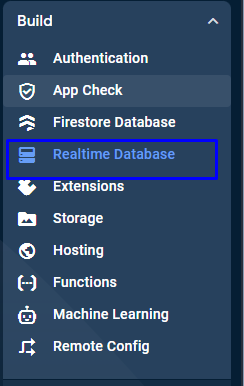 Build
Authentication
App Check
Firestore Database
Realtime Database
Extensions
Storage
Hosting
Functions
Machine Learning
Remote Config